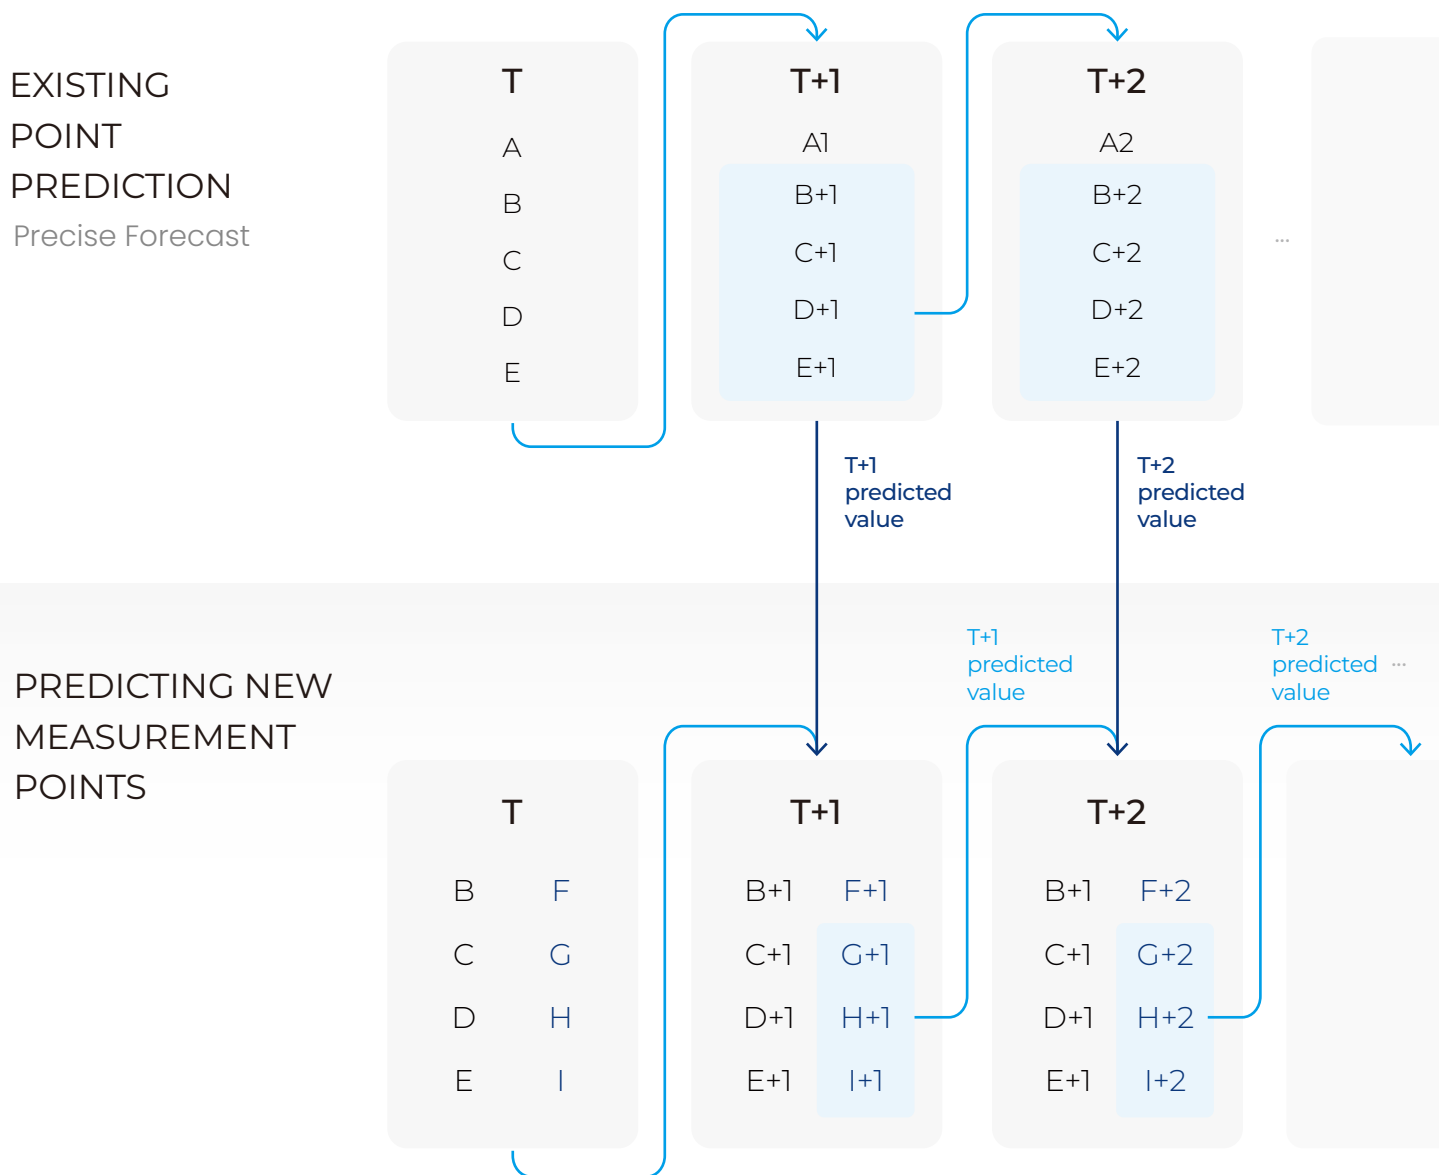 EXISTING
POINT
PREDICTION
Precise Forecast
T
A
B
C
D
E
T+1
A1
B+1
C+1
D+1
E+1
T+2
A2
B+2
C+2
D+2
E+2
...
T+1
predicted
value
T+2
predicted
value
PREDICTING NEW
MEASUREMENT
POINTS
T+1
predicted
value
T+2
predicted ...
value
T
B F
C G
D H
E I
T+1
B+1 F+1
C+1 G+1
D+1 H+1
E+1 I+1
T+2
B+1 F+2
C+1 G+2
D+1 H+2
E+1 I+2